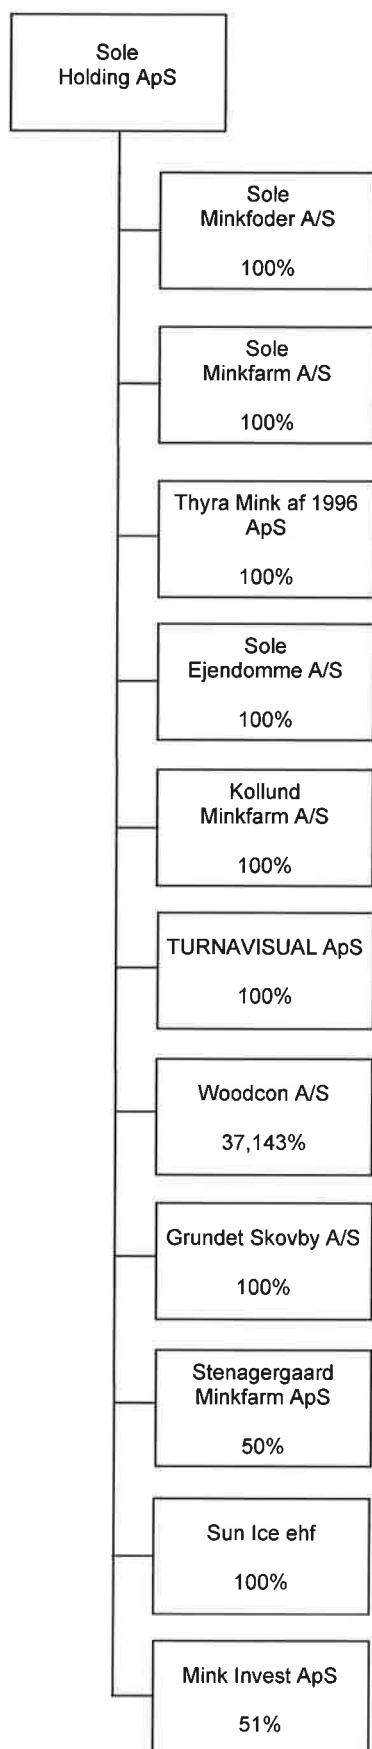 Sole
Holding ApS
Sole
Minkfoder A/S
100%
Sole
Minkfarm A/S
100%
Thyra Mink af 1996
ApS
100%
Sole
Ejendomme A/S
100%
Kollund
Minkfarm A/S
100%
TURNAVISUAL ApS
100%
Woodcon A/S
37,143%
Grundet Skovby A/S
100%
Stenagergaard
Minkfarm ApS
50%
Sun Ice ehf
100%
Mink Invest ApS
51%